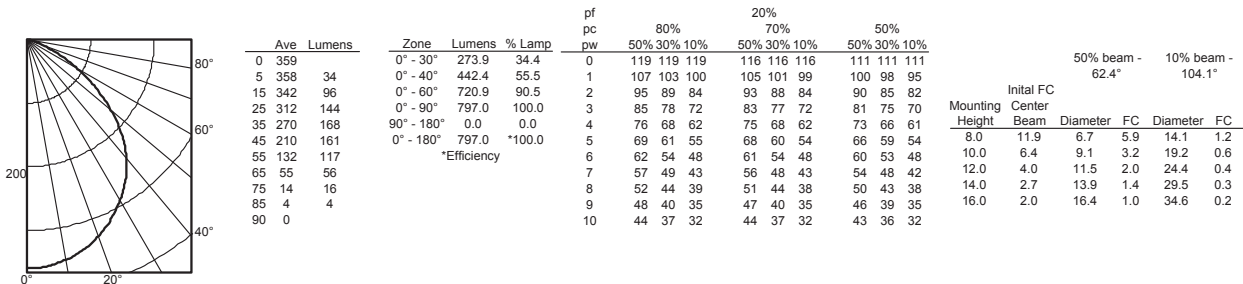 80°
60°
200
40°
0° 20°
Ave Lumens
0 359
5 358 34
15 342 96
25 312 144
35 270 168
45 210 161
55 132 117
65 55 56
75 14 16
85 4 4
90 0
Zone Lumens % Lamp
0° - 30° 273.9 34.4
0° - 40° 442.4 55.5
0° - 60° 720.9 90.5
0° - 90° 797.0 100.0
90° - 180° 0.0 0.0
0° - 180° 797.0 *100.0
*Efficiency
pf 20%
pc 80% 70% 50%
pw 50% 30% 10% 50% 30% 10% 50% 30% 10%
0 119 119 119 116 116 116 111 111 111
1 107 103 100 105 101 99 100 98 95
2 95 89 84 93 88 84 90 85 82
3 85 78 72 83 77 72 81 75 70
4 76 68 62 75 68 62 73 66 61
5 69 61 55 68 60 54 66 59 54
6 62 54 48 61 54 48 60 53 48
7 57 49 43 56 48 43 54 48 42
8 52 44 39 51 44 38 50 43 38
9 48 40 35 47 40 35 46 39 35
10 44 37 32 44 37 32 43 36 32
50% beam - 10% beam -
62.4° 104.1°
Inital FC
Mounting Center
Height Beam Diameter FC Diameter FC
8.0 11.9 6.7 5.9 14.1 1.2
10.0 6.4 9.1 3.2 19.2 0.6
12.0 4.0 11.5 2.0 24.4 0.4
14.0 2.7 13.9 1.4 29.5 0.3
16.0 2.0 16.4 1.0 34.6 0.2